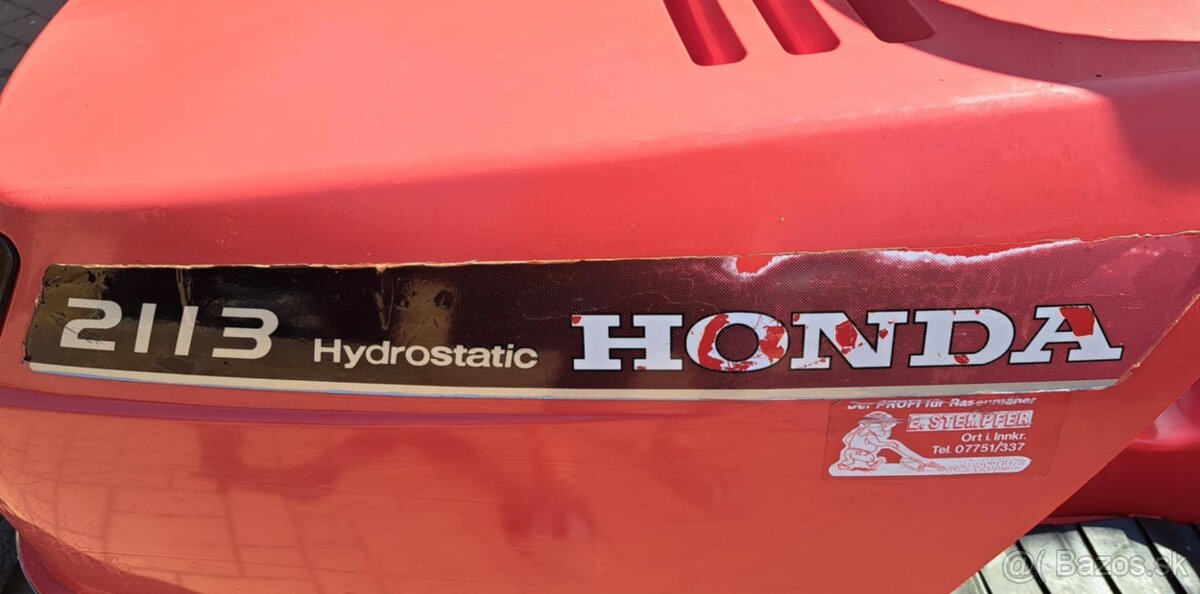 2113 Hydrostatic HONDA
Der PROFI für Rasenmäher
E. STEMPFER
Ort i. Innkr.
Tel. 07751/337
@( Bazos.sk